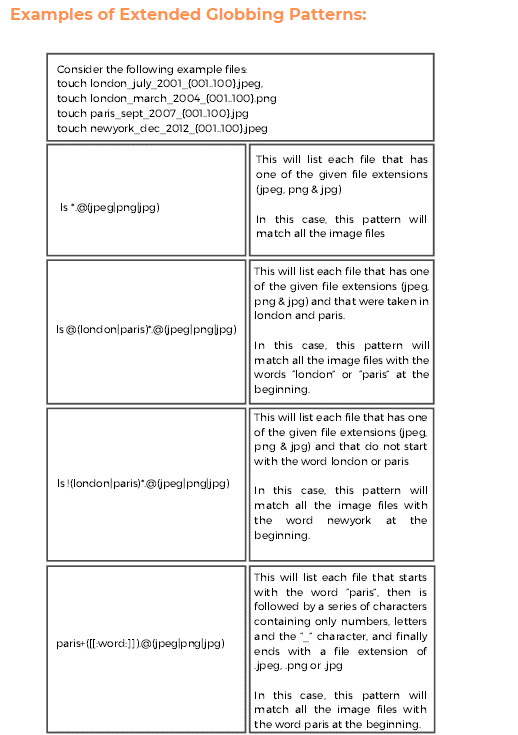 Examples of Extended Globbing Patterns:
Consider the following example files:
touch london_july_2001_{001..100}.jpeg,
touch london_march_2004_{001..100}.png
touch paris_sept_2007_{001..100}.jpg
touch newyork_dec_2012_{001..100}.jpeg
ls *.@(jpeg|png|jpg)
This will list each file that has
one of the given file extensions
(jpeg, png & jpg)
In this case, this pattern will
match all the image files
ls @(london|paris)*.@(jpeg|png|jpg)
This will list each file that has one
of the given file extensions (jpeg,
png & jpg) and that were taken in
london and paris.
In this case, this pattern will
match all the image files with the
words "london" or "paris" at the
beginning.
ls !(london|paris)*.@(jpeg|png|jpg)
This will list each file that has one
of the given file extensions (jpeg,
png & jpg) and that do not start
with the word london or paris
In this case, this pattern will
match all the image files with
the word newyork at the
beginning.
paris+([[:word:]]).@(jpeg|png|jpg)
This will list each file that starts
with the word "paris", then is
followed by a series of characters
containing only numbers, letters
and the "_" character, and finally
ends with a file extension of
.jpeg, .png or .jpg
In this case, this pattern will
match all the image files with
the word paris at the beginning.